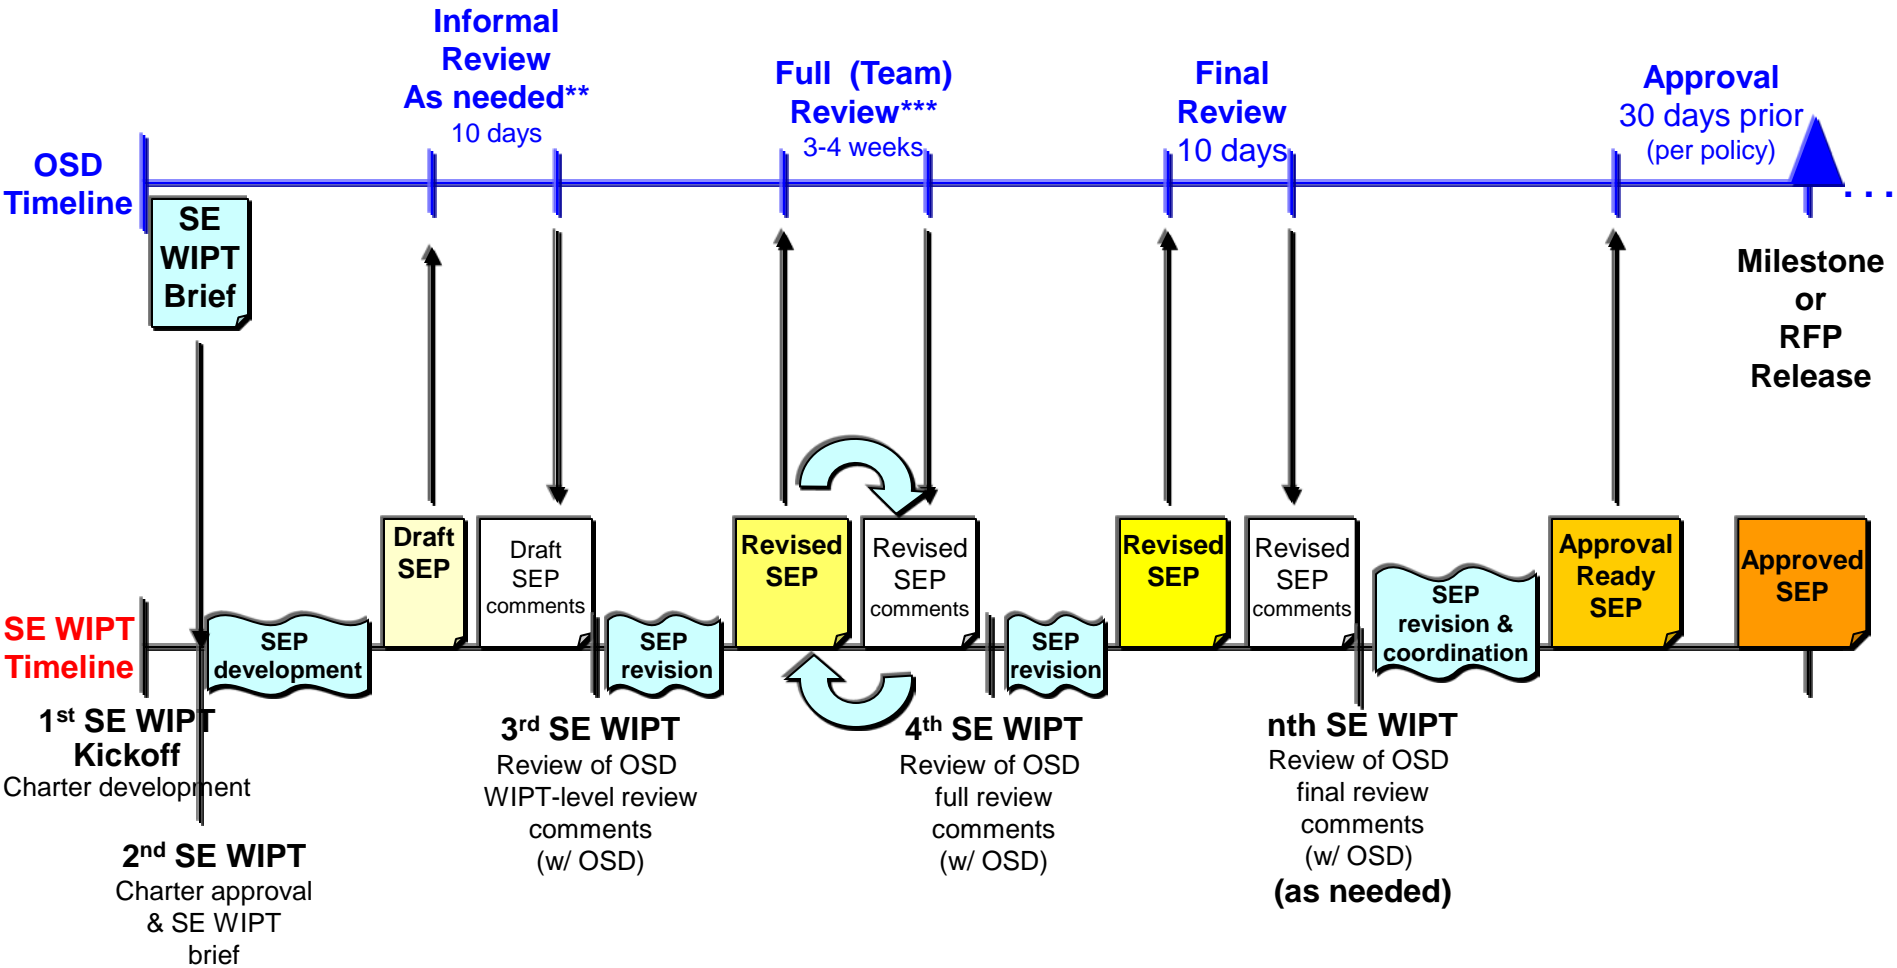 Informal
Review
As needed**
10 days
Full (Team)
Review***
3-4 weeks
Final
Review
10 days
Approval
30 days prior
(per policy)
OSD
Timeline
. . .
SE
WIPT
Brief
Milestone
or
RFP
Release
Draft
SEP
Draft
SEP
comments
Revised
SEP
Revised
SEP
comments
Revised
SEP
Revised
SEP
comments
Approval
Ready
SEP
Approved
SEP
SE WIPT
Timeline
SEP
development
SEP
revision
SEP
revision
SEP
revision &
coordination
1st SE WIPT
Kickoff
Charter development
2nd SE WIPT
Charter approval
& SE WIPT
brief
3rd SE WIPT
Review of OSD
WIPT-level review
comments
(w/ OSD)
4th SE WIPT
Review of OSD
full review
comments
(w/ OSD)
nth SE WIPT
Review of OSD
final review
comments
(w/ OSD)
(as needed)